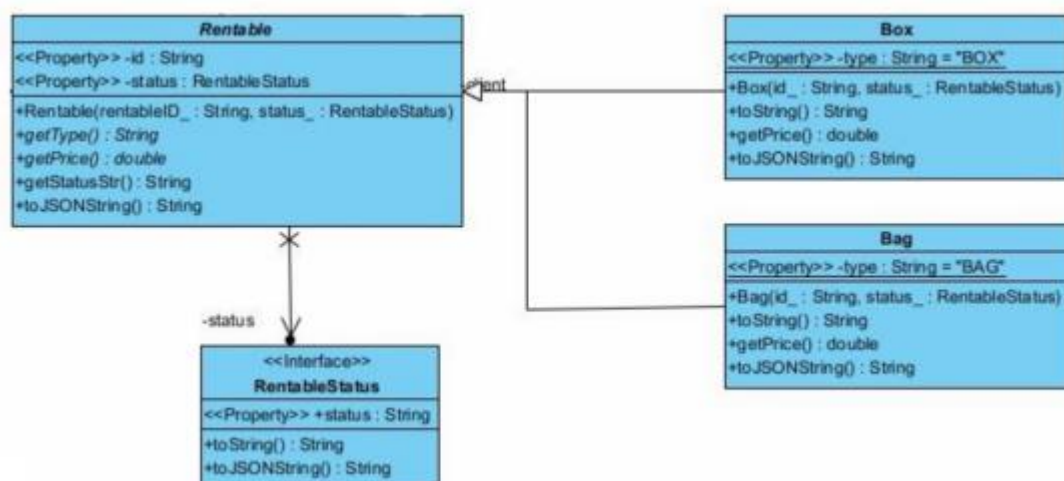 Rentable
<<Property>> -id : String
<<Property>> -status : RentableStatus
+Rentable(rentableID_ : String, status_ : RentableStatus)
+getType() : String
+getPrice() : double
+getStatusStr() : String
+toJSONString() : String
client
Box
<<Property>> -type : String = "BOX"
+Box(id_ : String, status_ : RentableStatus)
+toString() : String
+getPrice() : double
+toJSONString() : String
Bag
<<Property>> -type : String = "BAG"
+Bag(id_ : String, status_ : RentableStatus)
+toString() : String
+getPrice() : double
+toJSONString() : String
-status
<<Interface>>
RentableStatus
<<Property>> +status : String
+toString() : String
+toJSONString() : String